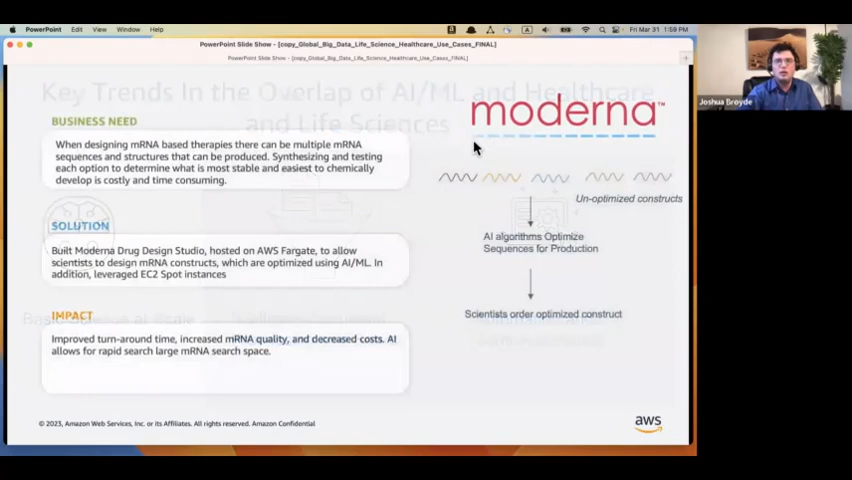 PowerPoint Edit View Window Help
Fri Mar 31 1:59 PM
PowerPoint Slide Show - [copy_Global_Big_Data_Life_Science_Healthcare_Use_Cases_FINAL]
PowerPoint Slide Show - [copy_Global_Big_Data_Life_Science_Healthcare_Use_Cases_FINAL]
Key Trends In the Overlap of AI/ML and Healthcare
and Life Sciences
BUSINESS NEED
When designing mRNA based therapies there can be multiple mRNA
sequences and structures that can be produced. Synthesizing and testing
each option to determine what is most stable and easiest to chemically
develop is costly and time consuming.
SOLUTION
Built Moderna Drug Design Studio, hosted on AWS Fargate, to allow
scientists to design mRNA constructs, which are optimized using AI/ML. In
addition, leveraged EC2 Spot instances
IMPACT
Improved turn-around time, increased mRNA quality, and decreased costs. AI
allows for rapid search large mRNA search space.
moderna™
Un-optimized constructs
AI algorithms Optimize
Sequences for Production
Scientists order optimized construct
© 2023, Amazon Web Services, Inc. or its Affiliates. All rights reserved. Amazon Confidential
aws
Joshua Broyde